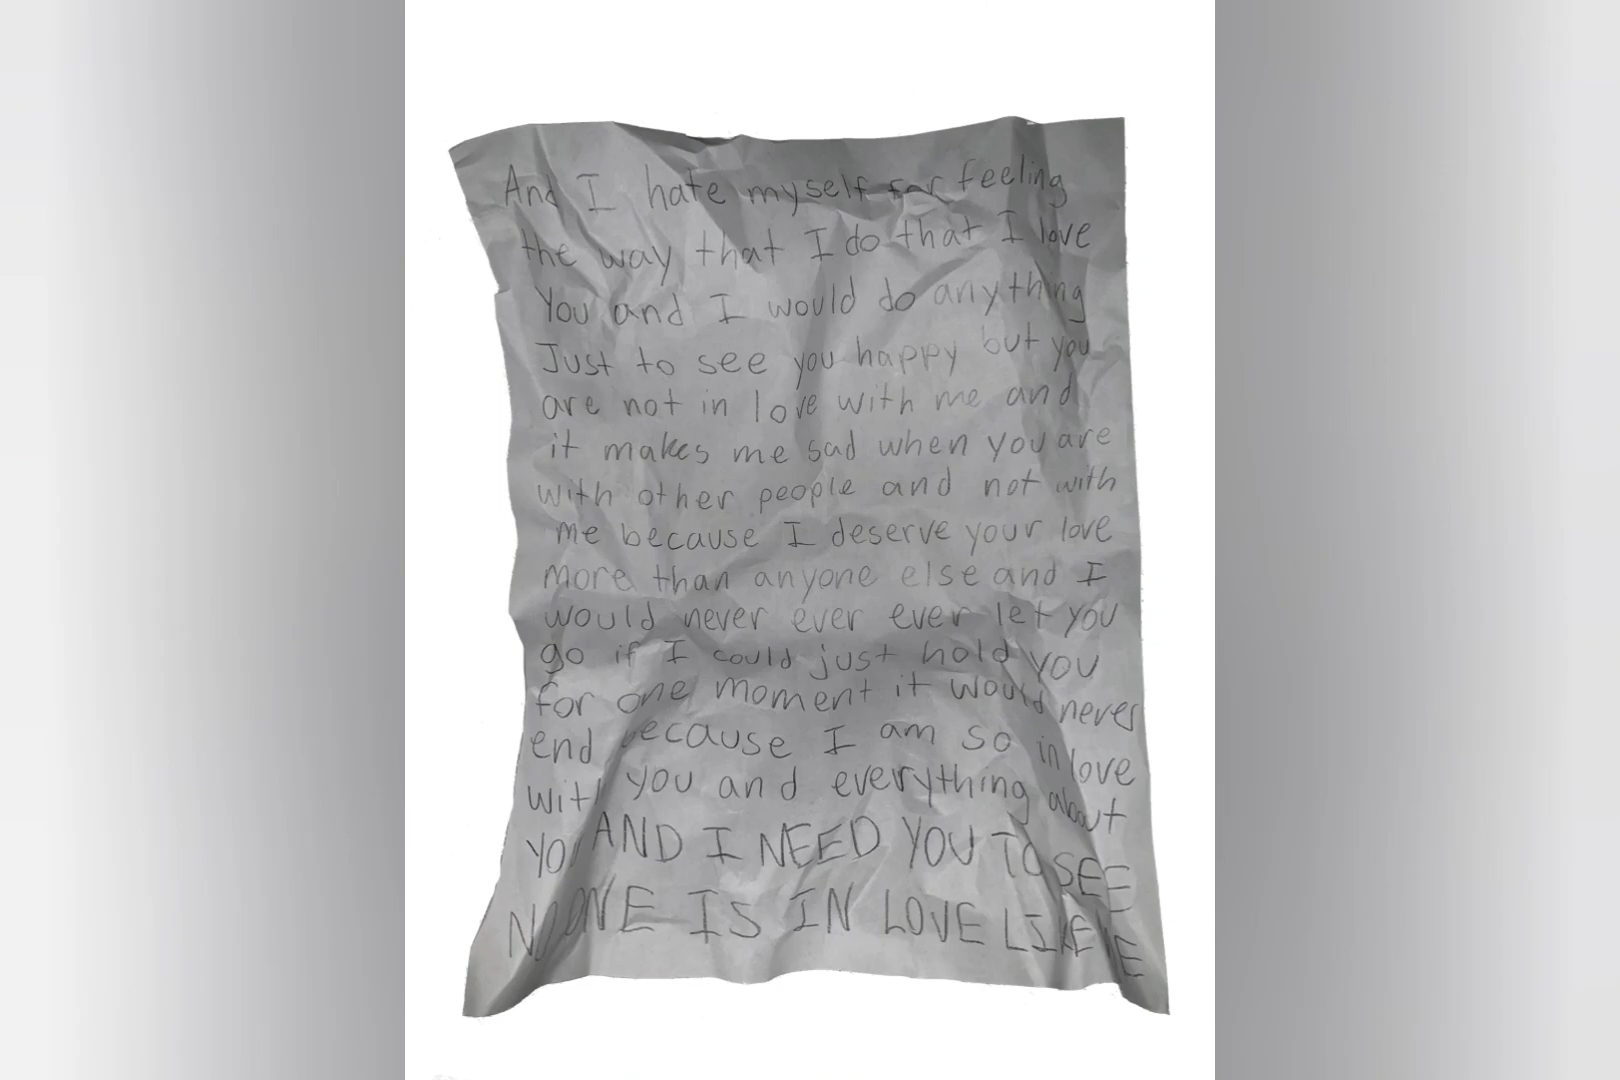 And I hate myself for feeling
the way that I do that I love
You and I would do anything
Just to see you happy but you
are not in love with me and
it makes me sad when you are
with other people and not with
me because I deserve your love
more than anyone else and I
would never ever ever let you
go if I could just hold you
for one moment it would never
end because I am so in love
with you and everything about
you AND I NEED YOU TO SEE
NO ONE IS IN LOVE LIKE